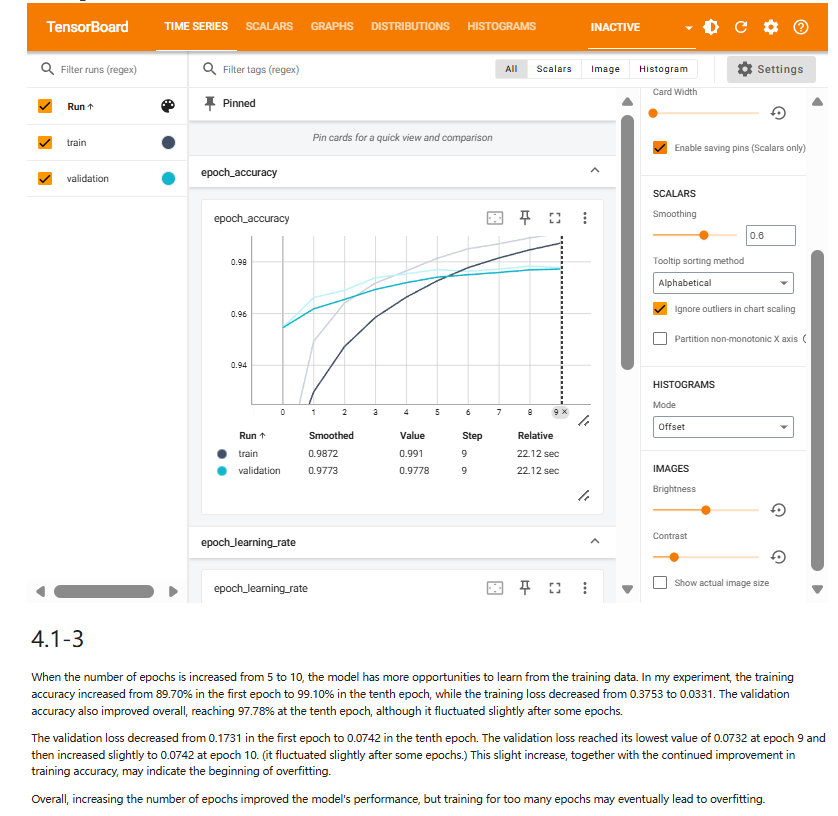 TensorBoard TIME SERIES SCALARS GRAPHS DISTRIBUTIONS HISTOGRAMS INACTIVE
Filter runs (regex)
Filter tags (regex)
All Scalars Image Histogram
Settings
Run ↑
train
validation
Pinned
Pin cards for a quick view and comparison
epoch_accuracy
epoch_accuracy
0.98
0.96
0.94
0 1 2 3 4 5 6 7 8 9 ×
Run ↑ Smoothed Value Step Relative
train 0.9872 0.991 9 22.12 sec
validation 0.9773 0.9778 9 22.12 sec
epoch_learning_rate
epoch_learning_rate
Card Width
Enable saving pins (Scalars only)
SCALARS
Smoothing
0.6
Tooltip sorting method
Alphabetical
Ignore outliers in chart scaling
Partition non-monotonic X axis
HISTOGRAMS
Mode
Offset
IMAGES
Brightness
Contrast
Show actual image size
4.1-3
When the number of epochs is increased from 5 to 10, the model has more opportunities to learn from the training data. In my experiment, the training
accuracy increased from 89.70% in the first epoch to 99.10% in the tenth epoch, while the training loss decreased from 0.3753 to 0.0331. The validation
accuracy also improved overall, reaching 97.78% at the tenth epoch, although it fluctuated slightly after some epochs.
The validation loss decreased from 0.1731 in the first epoch to 0.0742 in the tenth epoch. The validation loss reached its lowest value of 0.0732 at epoch 9 and
then increased slightly to 0.0742 at epoch 10. (it fluctuated slightly after some epochs.) This slight increase, together with the continued improvement in
training accuracy, may indicate the beginning of overfitting.
Overall, increasing the number of epochs improved the model's performance, but training for too many epochs may eventually lead to overfitting.